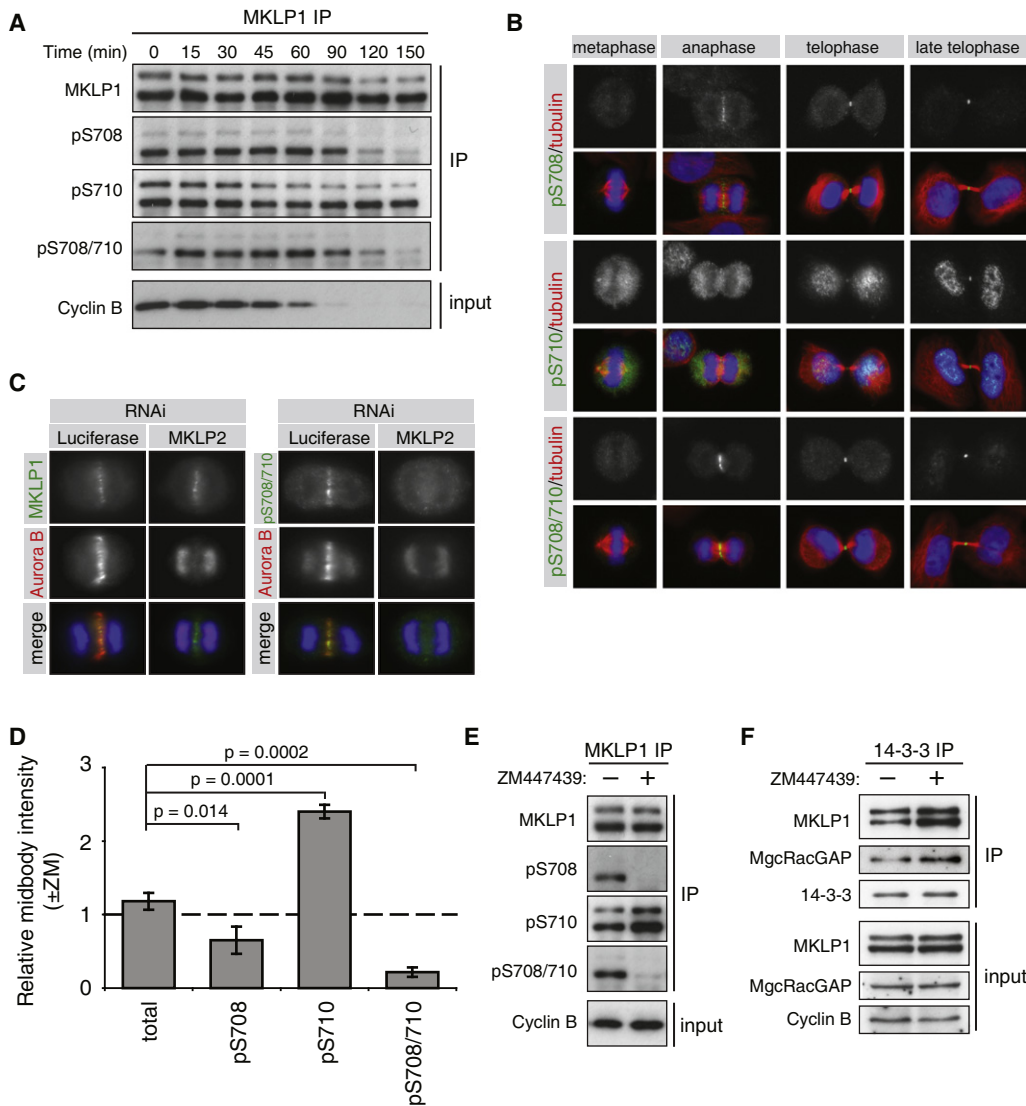 A
MKLP1 IP
Time (min) 0 15 30 45 60 90 120 150
MKLP1
pS708
pS710
pS708/710
IP
Cyclin B
input
B
metaphase anaphase telophase late telophase
pS708/tubulin
pS710/tubulin
pS708/710/tubulin
C
RNAi
Luciferase MKLP2
MKLP1
Aurora B
merge
RNAi
Luciferase MKLP2
pS708/710
Aurora B
merge
D
Relative midbody intensity
(±ZM)
3
2
1
0
p = 0.0002
p = 0.0001
p = 0.014
total
pS708
pS710
pS708/710
E
MKLP1 IP
ZM447439: − +
MKLP1
pS708
pS710
pS708/710
IP
Cyclin B
input
F
14-3-3 IP
ZM447439: − +
MKLP1
MgcRacGAP
14-3-3
IP
MKLP1
MgcRacGAP
Cyclin B
input